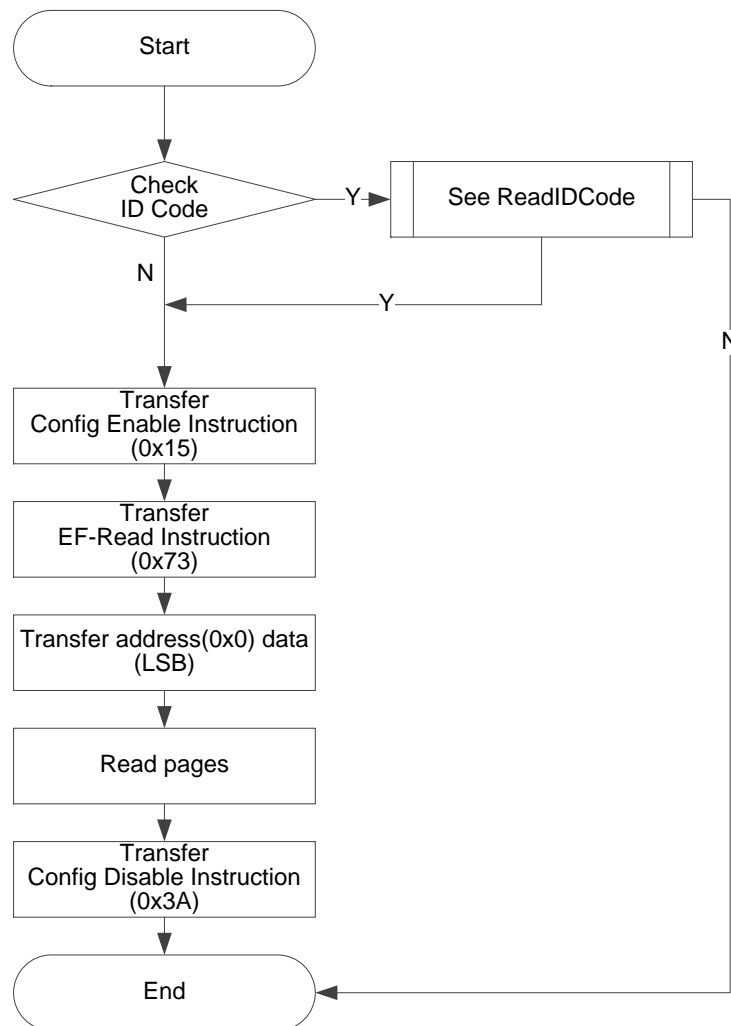 Start
Check
ID Code
Y
See ReadIDCode
N
Y
N
Transfer
Config Enable Instruction
(0x15)
Transfer
EF-Read Instruction
(0x73)
Transfer address(0x0) data
(LSB)
Read pages
Transfer
Config Disable Instruction
(0x3A)
End